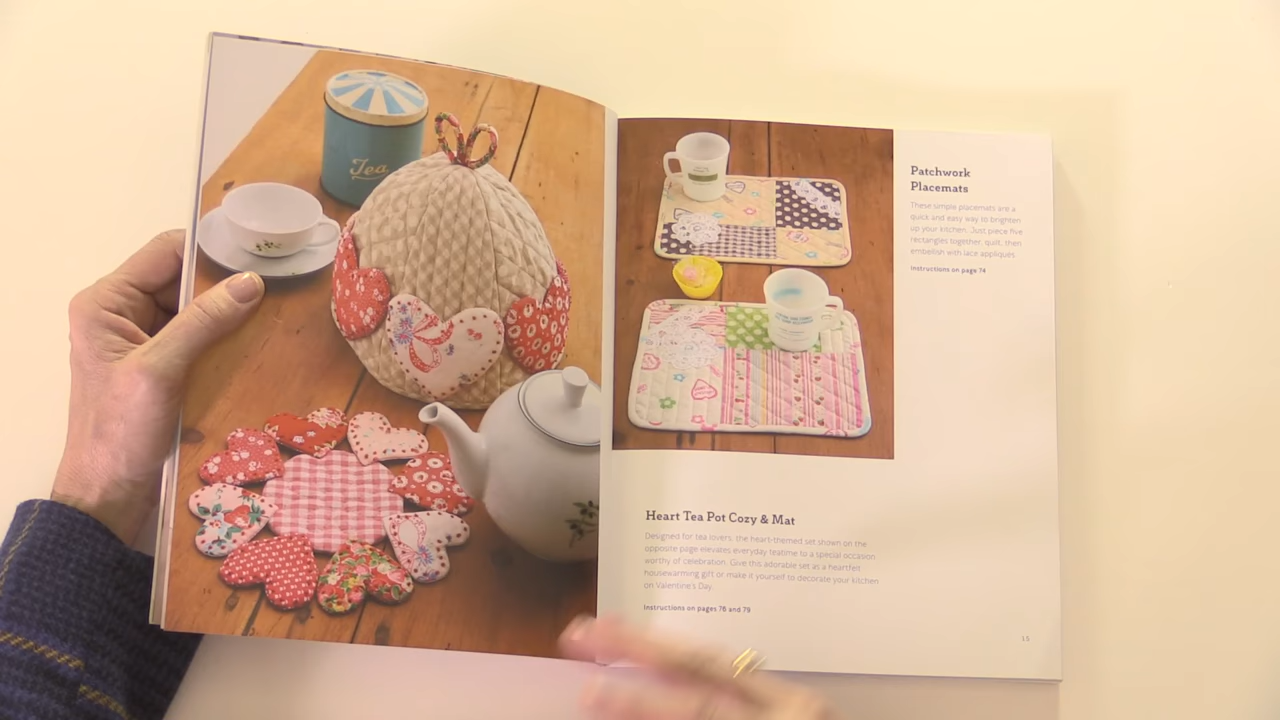 Tea
Patchwork
Placemats
These simple placemats are a
quick and easy way to brighten
up your kitchen. Just piece five
rectangles together, quilt, then
embellish with lace appliqués.
Instructions on page 74
Heart Tea Pot Cozy & Mat
Designed for tea lovers, the heart-themed set shown on the
opposite page elevates everyday teatime to a special occasion
worthy of celebration. Give this adorable set as a heartfelt
housewarming gift or make it yourself to decorate your kitchen
on Valentine's Day.
Instructions on pages 76 and 79
15